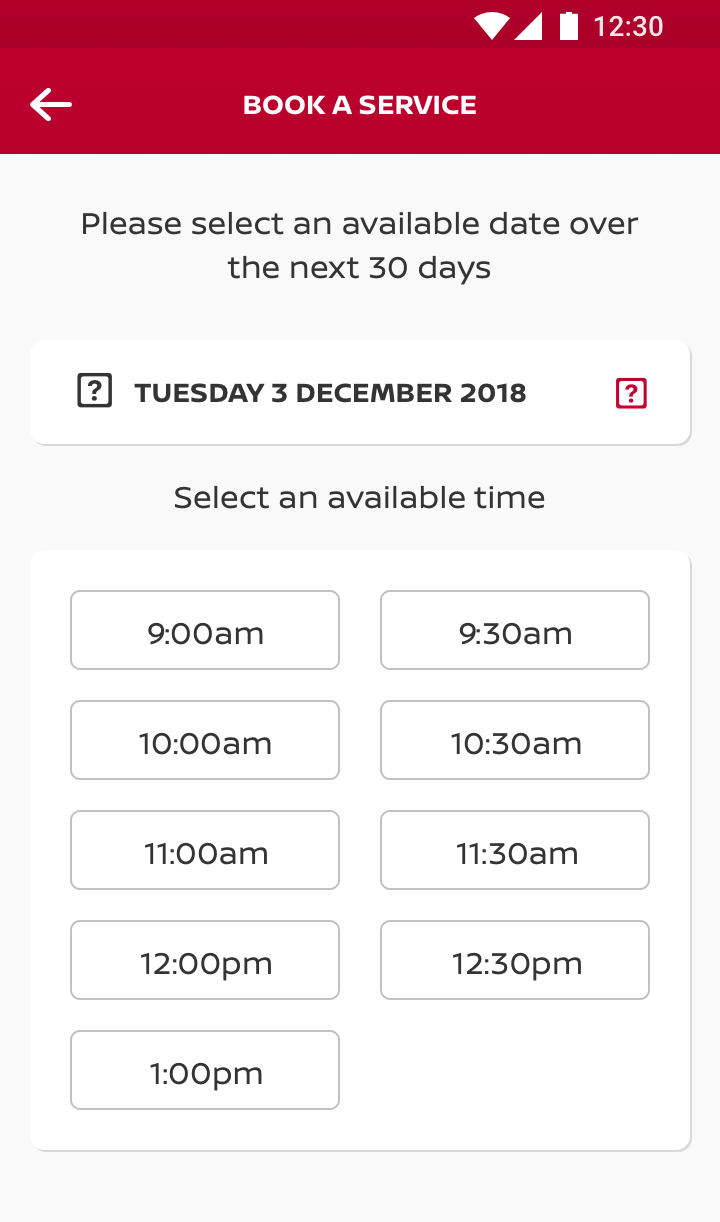 12:30
BOOK A SERVICE
Please select an available date over
the next 30 days
? TUESDAY 3 DECEMBER 2018 ?
Select an available time
9:00am 9:30am
10:00am 10:30am
11:00am 11:30am
12:00pm 12:30pm
1:00pm